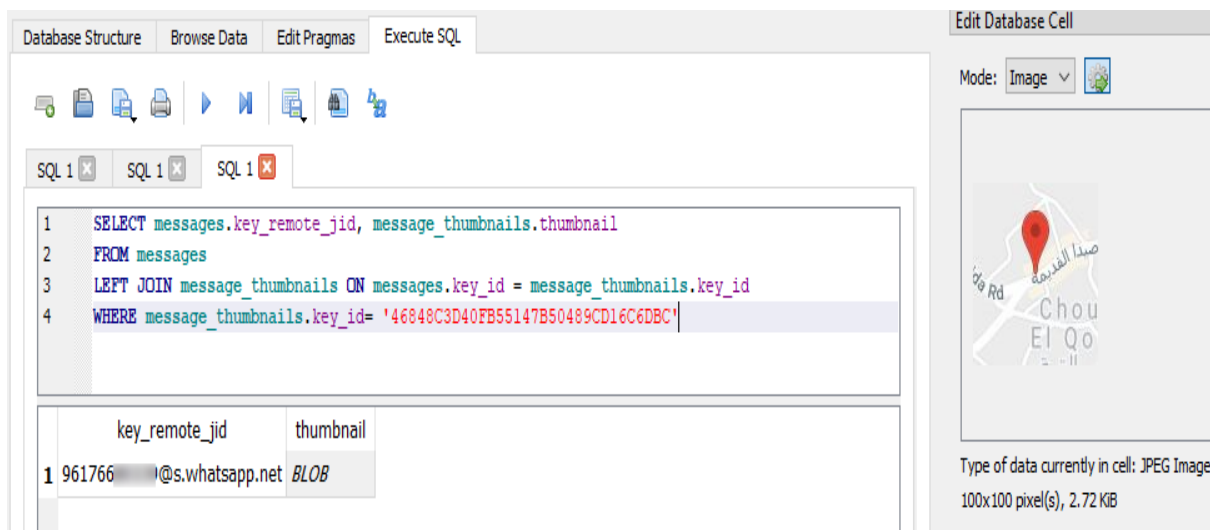 Database Structure Browse Data Edit Pragmas Execute SQL
SQL 1 SQL 1 SQL 1
1 SELECT messages.key_remote_jid, message_thumbnails.thumbnail
2 FROM messages
3 LEFT JOIN message_thumbnails ON messages.key_id = message_thumbnails.key_id
4 WHERE message_thumbnails.key_id= '46848C3D40FB55147B50489CD16C6DBC'
key_remote_jid thumbnail
1 961766 @s.whatsapp.net BLOB
Edit Database Cell
Mode: Image
صيدا القديمة
da Rd
Chou
El Qo
Type of data currently in cell: JPEG Image
100x100 pixel(s), 2.72 KiB